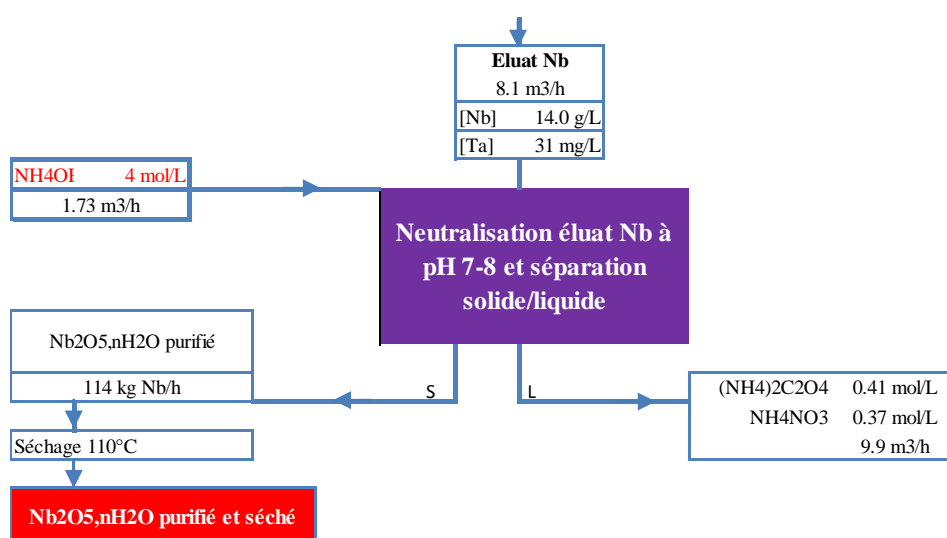 Eluat Nb
8.1 m3/h
[Nb] 14.0 g/L
[Ta] 31 mg/L
NH4OH 4 mol/L
1.73 m3/h
Neutralisation éluat Nb à
pH 7-8 et séparation
solide/liquide
Nb2O5,nH2O purifié
114 kg Nb/h
S
L
(NH4)2C2O4 0.41 mol/L
NH4NO3 0.37 mol/L
9.9 m3/h
Séchage 110°C
Nb2O5,nH2O purifié et séché